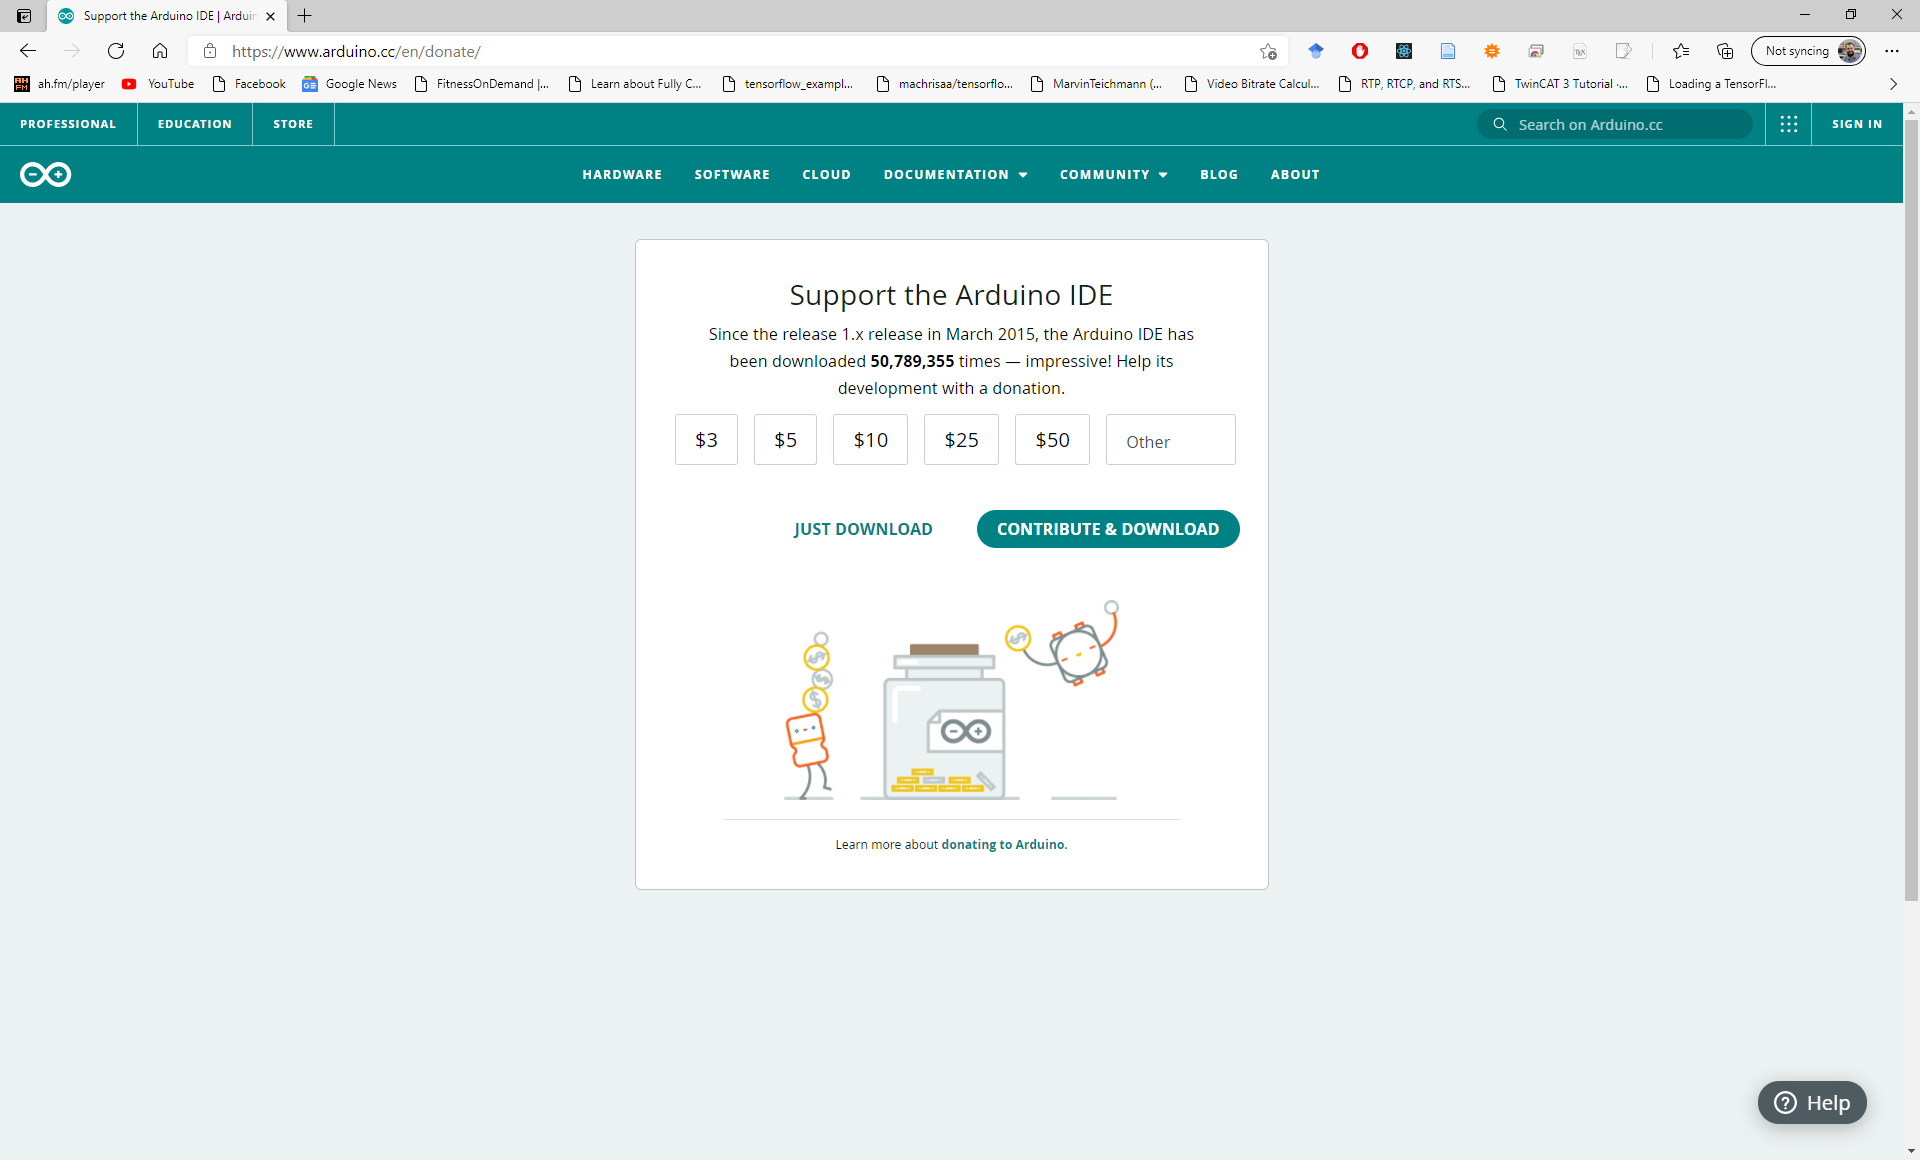 Support the Arduino IDE | Arduin
https://www.arduino.cc/en/donate/
Not syncing
ah.fm/player YouTube Facebook Google News FitnessOnDemand |... Learn about Fully C... tensorflow_exampl... machrisaa/tensorflo... MarvinTeichmann (... Video Bitrate Calcul... RTP, RTCP, and RTS... TwinCAT 3 Tutorial -... Loading a TensorFl...
PROFESSIONAL EDUCATION STORE Search on Arduino.cc SIGN IN
HARDWARE SOFTWARE CLOUD DOCUMENTATION COMMUNITY BLOG ABOUT
Support the Arduino IDE
Since the release 1.x release in March 2015, the Arduino IDE has
been downloaded 50,789,355 times — impressive! Help its
development with a donation.
$3 $5 $10 $25 $50 Other
JUST DOWNLOAD CONTRIBUTE & DOWNLOAD
Learn more about donating to Arduino.
Help